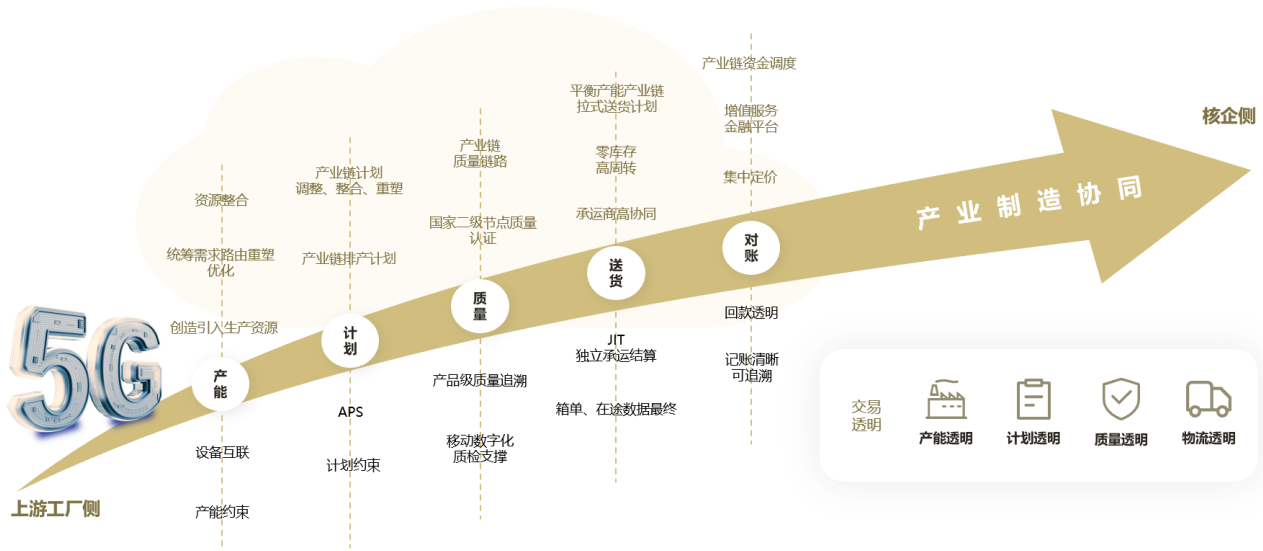 核企侧
产业制造协同
产业链资金调度
增值服务
金融平台
集中定价
对
账
回款透明
记账清晰
可追溯
平衡产能产业链
拉式送货计划
零库存
高周转
承运商高协同
送
货
JIT
独立承运结算
箱单、在途数据最终
产业链
质量链路
国家二级节点质量
认证
质
量
产品级质量追溯
移动数字化
质检支撑
产业链计划
调整、整合、重塑
产业链排产计划
计
划
APS
计划约束
资源整合
统筹需求路由重塑
优化
创造引入生产资源
产
能
设备互联
产能约束
5G
上游工厂侧
交易
透明
产能透明
计划透明
质量透明
物流透明